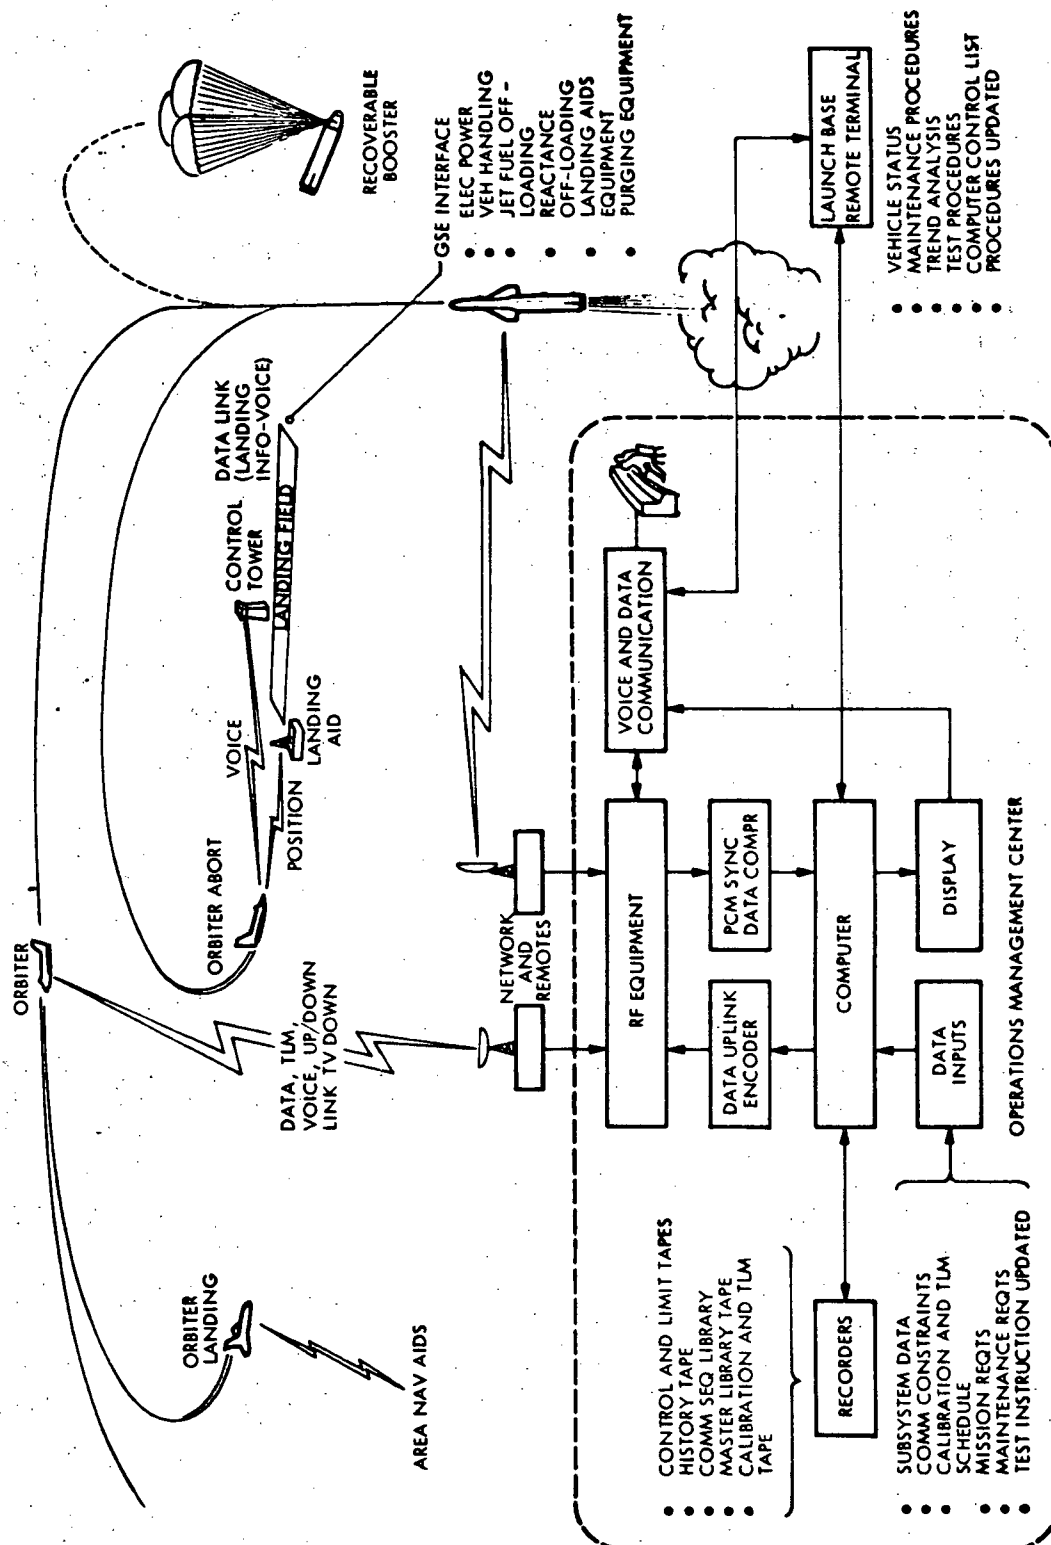 ORBITER
ORBITER
LANDING
AREA NAV AIDS
DATA, TLM,
VOICE, UP/DOWN
LINK TV DOWN
ORBITER ABORT
POSITION
VOICE
LANDING
AID
CONTROL
TOWER
LANDING FIELD
DATA LINK
(LANDING
INFO-VOICE)
RECOVERABLE
BOOSTER
GSE INTERFACE
• ELEC POWER
• VEH HANDLING
• JET FUEL OFF-
LOADING
• REACTANCE
OFF-LOADING
• LANDING AIDS
EQUIPMENT
• PURGING EQUIPMENT
NETWORK
AND
REMOTES
• CONTROL AND LIMIT TAPES
• HISTORY TAPE
• COMM SEQ LIBRARY
• MASTER LIBRARY TAPE
• CALIBRATION AND TLM
TAPE
RECORDERS
• SUBSYSTEM DATA
• COMM CONSTRAINTS
• CALIBRATION AND TLM
SCHEDULE
• MISSION REQTS
• MAINTENANCE REQTS
• TEST INSTRUCTION UPDATED
RF EQUIPMENT
DATA UPLINK
ENCODER
PCM SYNC
DATA COMPR
COMPUTER
DATA
INPUTS
DISPLAY
VOICE AND DATA
COMMUNICATION
OPERATIONS MANAGEMENT CENTER
LAUNCH BASE
REMOTE TERMINAL
• VEHICLE STATUS
• MAINTENANCE PROCEDURES
• TREND ANALYSIS
• TEST PROCEDURES
• COMPUTER CONTROL LIST
• PROCEDURES UPDATED